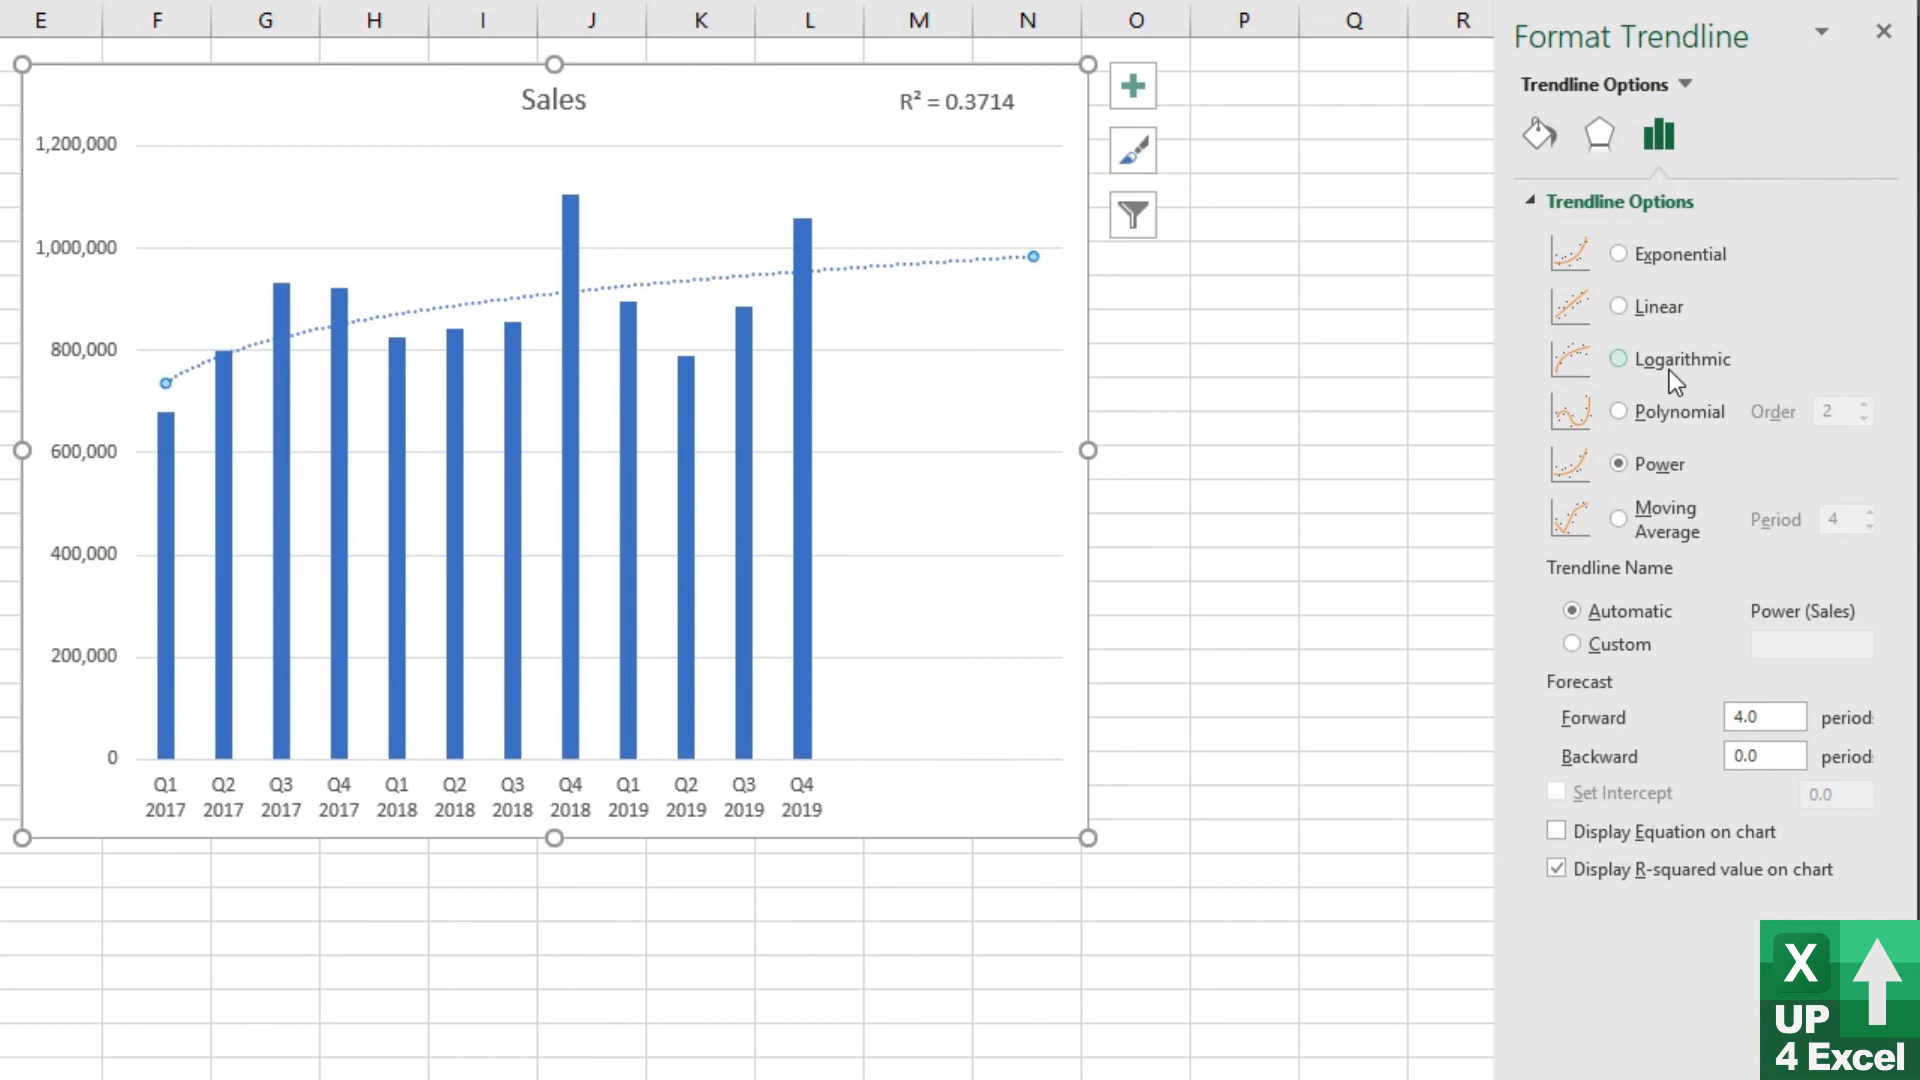 E F G H I J K L M N O P Q R
Format Trendline
Trendline Options
Sales
R² = 0.3714
1,200,000
1,000,000
800,000
600,000
400,000
200,000
0
Q1 Q2 Q3 Q4 Q1 Q2 Q3 Q4 Q1 Q2 Q3 Q4
2017 2017 2017 2017 2018 2018 2018 2018 2019 2019 2019 2019
Trendline Options
Exponential
Linear
Logarithmic
Polynomial Order 2
Power
Moving
Average Period 4
Trendline Name
Automatic Power (Sales)
Custom
Forecast
Forward 4.0 period
Backward 0.0 period
Set Intercept 0.0
Display Equation on chart
Display R-squared value on chart
X
UP
4 Excel